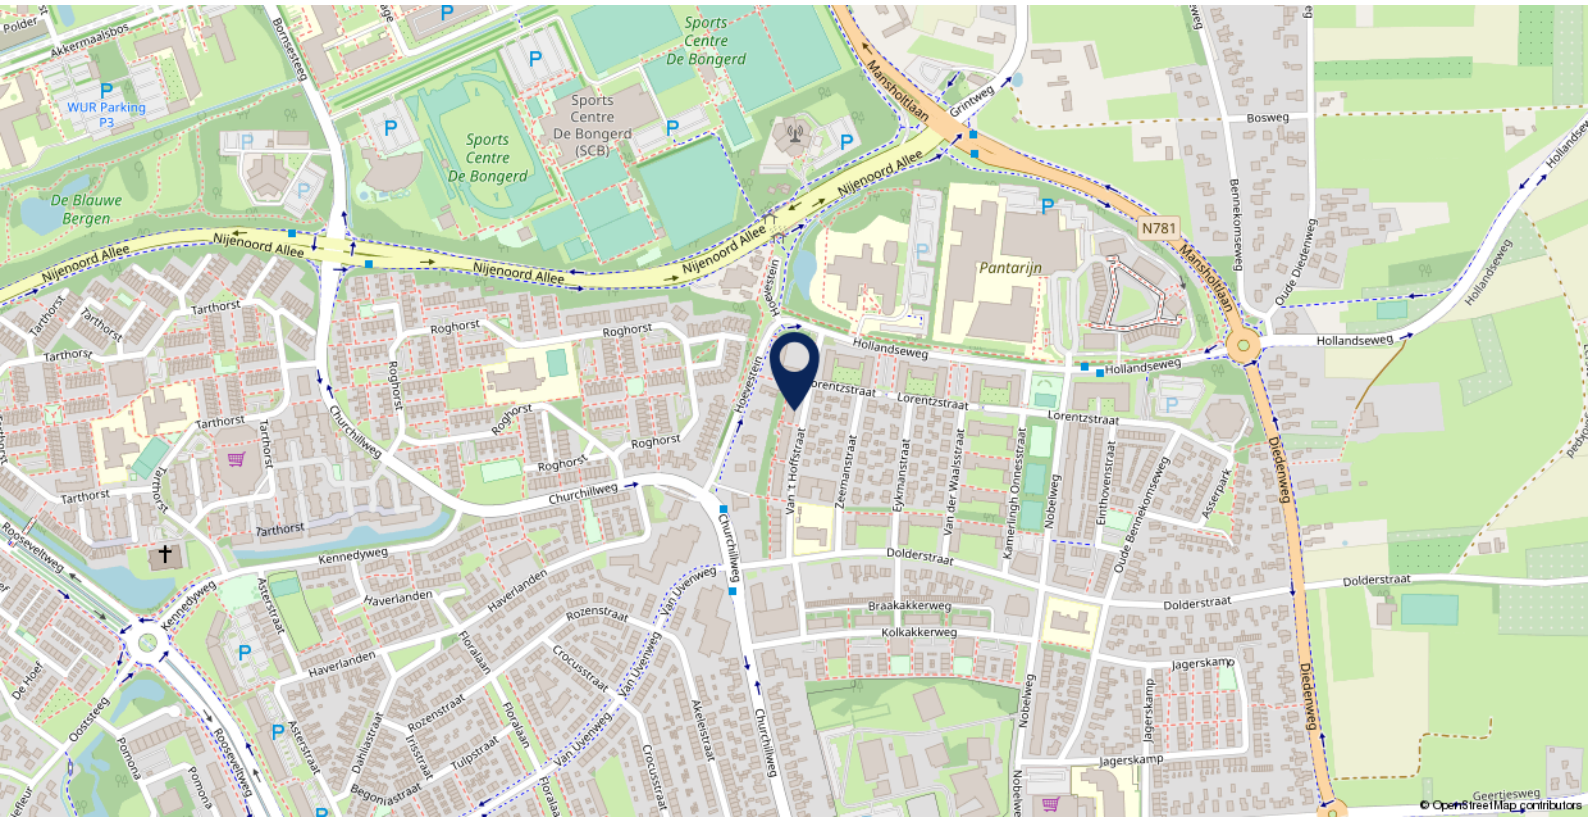 Polder
Akkermaalsbos
Bornsesteeg
P
WUR Parking
P3
P
P
P
P
Sports
Centre
De Bongerd
Sports
Centre
De Bongerd
(SCB)
Sports
Centre
De Bongerd
P
P
P
P
De Blauwe
Bergen
Mansholtlaan
Grintweg
Bosweg
Bennekomseweg
Oude Diedenweg
Hollandseweg
Nijenoord Allee
Nijenoord Allee
Nijenoord Allee
Nijenoord Allee
Nijenoord Allee
Nijenoord Allee
P
P
Pantarijn
N781
Mansholtlaan
Hollandseweg
Hollandseweg
Hoevestein
Hoevestein
Hollandseweg
Hollandseweg
Tarthorst
Tarthorst
Tarthorst
Tarthorst
Tarthorst
Tarthorst
Tarthorst
Tarthorst
Tarthorst
Roghorst
Roghorst
Roghorst
Roghorst
Roghorst
Roghorst
Churchillweg
Churchillweg
Churchillweg
Churchillweg
Lorentzstraat
Lorentzstraat
Lorentzstraat
P
Van 't Hoffstraat
Zeemanstraat
Eykmanstraat
Van der Waalsstraat
Kamerlingh Onnesstraat
Nobelweg
Einthovenstraat
Oude Bennekomseweg
Asserpark
Diedenweg
Diedenweg
Rooseveltweg
Rooseveltweg
Kennedyweg
Kennedyweg
Haverlanden
Haverlanden
Haverlanden
Asterstraat
Asterstraat
P
P
P
De Hoef
Ooststeeg
Pomona
Pomona
Floralaan
Floralaan
Rozenstraat
Rozenstraat
Crocusstraat
Crocusstraat
Van Uvenweg
Van Uvenweg
Van Uvenweg
Dahliastraat
Irisstraat
Tulpstraat
Begoniastraat
Akeleistraat
Dolderstraat
Dolderstraat
Dolderstraat
Braakakkerweg
Kolkakkerweg
Nobelweg
Jagerskamp
Jagerskamp
Jagerskamp
Geertjesweg
© OpenStreetMap contributors